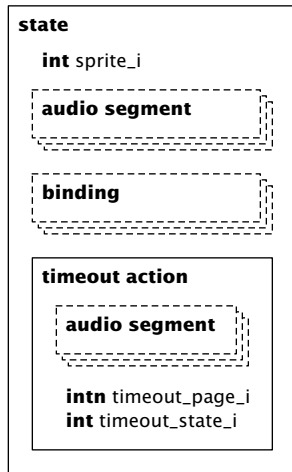 state
int sprite_i
audio segment
binding
timeout action
audio segment
intn timeout_page_i
int timeout_state_i